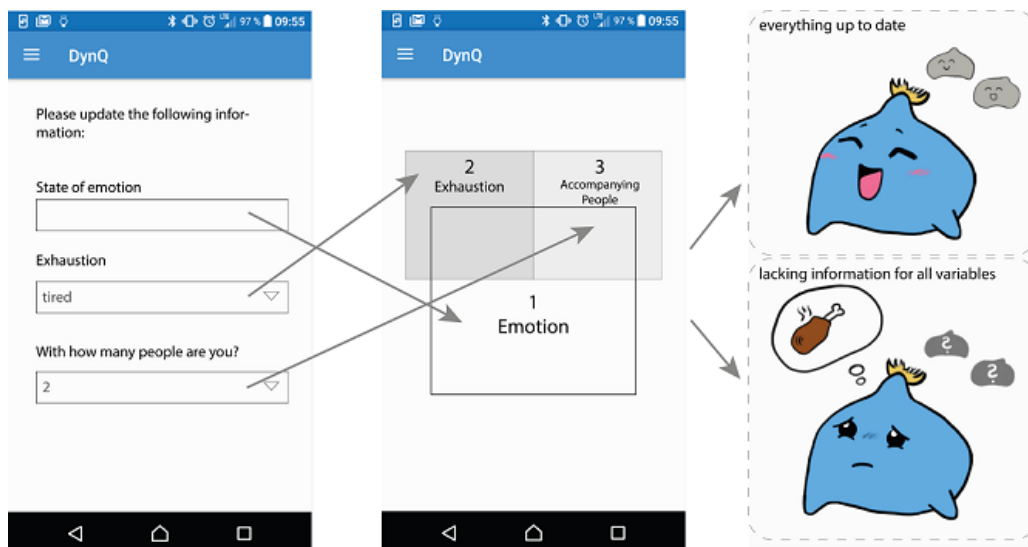 97 % 09:55
DynQ
Please update the following infor-
mation:
State of emotion
Exhaustion
tired
With how many people are you?
2
97 % 09:55
DynQ
2
Exhaustion
3
Accompanying
People
1
Emotion
everything up to date
lacking information for all variables
?
?